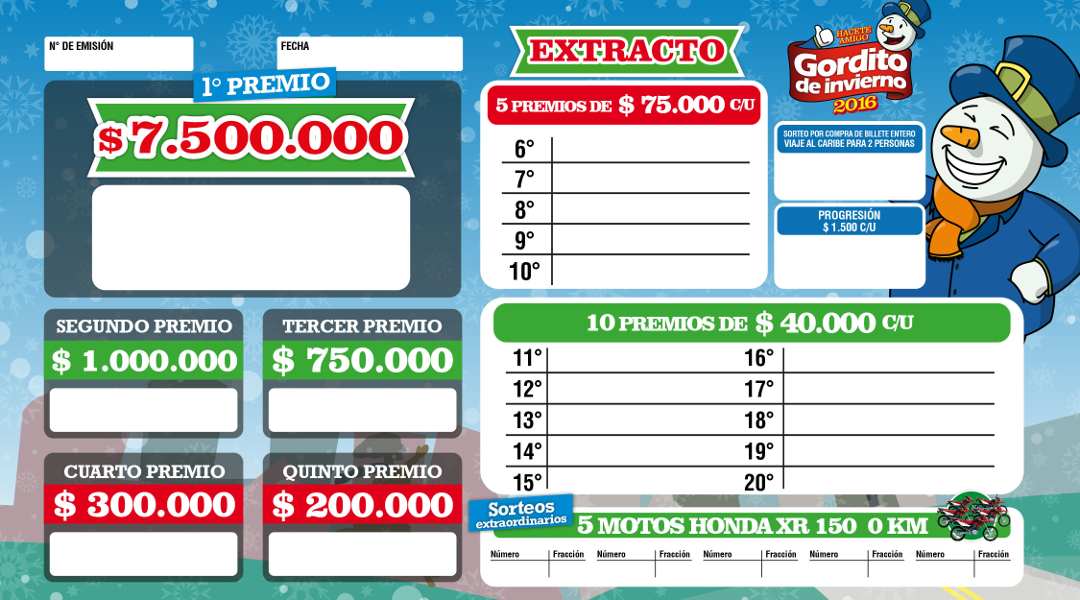 N° DE EMISIÓN
FECHA
1° PREMIO
$ 7.500.000
SEGUNDO PREMIO
$ 1.000.000
TERCER PREMIO
$ 750.000
CUARTO PREMIO
$ 300.000
QUINTO PREMIO
$ 200.000
EXTRACTO
5 PREMIOS DE $ 75.000 C/U
6°
7°
8°
9°
10°
HACETE
AMIGO
Gordito
de invierno
2016
SORTEO POR COMPRA DE BILLETE ENTERO
VIAJE AL CARIBE PARA 2 PERSONAS
PROGRESIÓN
$ 1.500 C/U
10 PREMIOS DE $ 40.000 C/U
11° 16°
12° 17°
13° 18°
14° 19°
15° 20°
Sorteos
extraordinarios
5 MOTOS HONDA XR 150 0 KM
Número Fracción Número Fracción Número Fracción Número Fracción Número Fracción